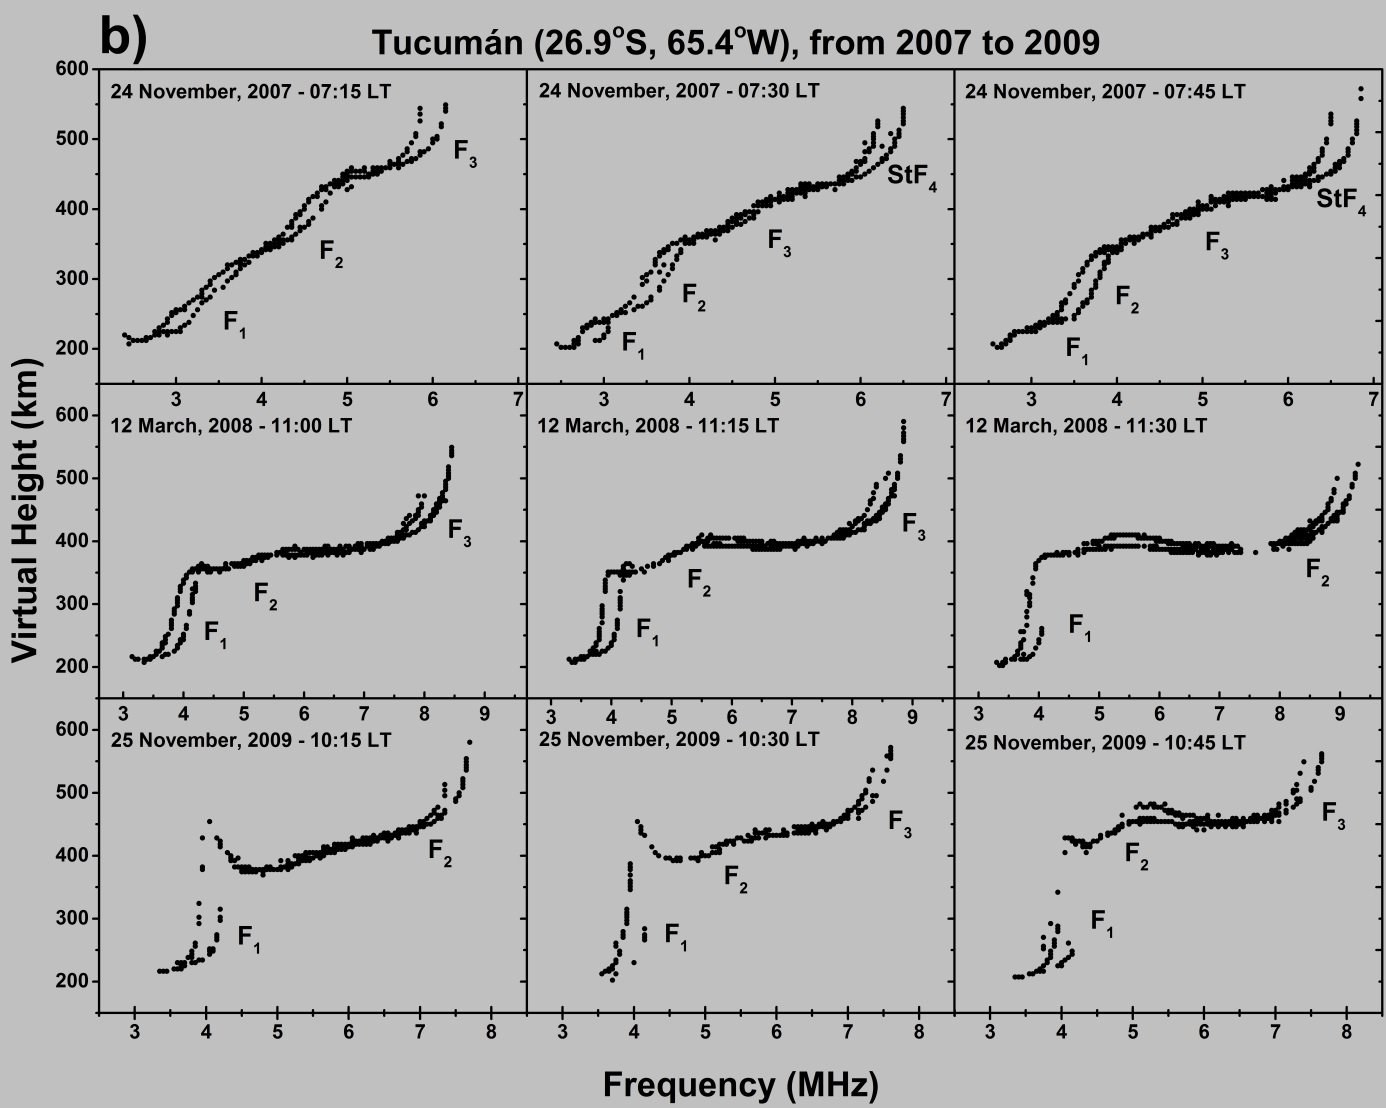 b)
Tucumán (26.9°S, 65.4°W), from 2007 to 2009
Virtual Height (km)
600
500
400
300
200
24 November, 2007 - 07:15 LT
F3
F2
F1
3 4 5 6 7
24 November, 2007 - 07:30 LT
StF4
F3
F2
F1
3 4 5 6 7
24 November, 2007 - 07:45 LT
StF4
F3
F2
F1
3 4 5 6 7
600
500
400
300
200
12 March, 2008 - 11:00 LT
F3
F2
F1
3 4 5 6 7 8 9
12 March, 2008 - 11:15 LT
F3
F2
F1
3 4 5 6 7 8 9
12 March, 2008 - 11:30 LT
F2
F1
3 4 5 6 7 8 9
600
500
400
300
200
25 November, 2009 - 10:15 LT
F2
F1
3 4 5 6 7 8
25 November, 2009 - 10:30 LT
F3
F2
F1
3 4 5 6 7 8
25 November, 2009 - 10:45 LT
F3
F2
F1
3 4 5 6 7 8
Frequency (MHz)